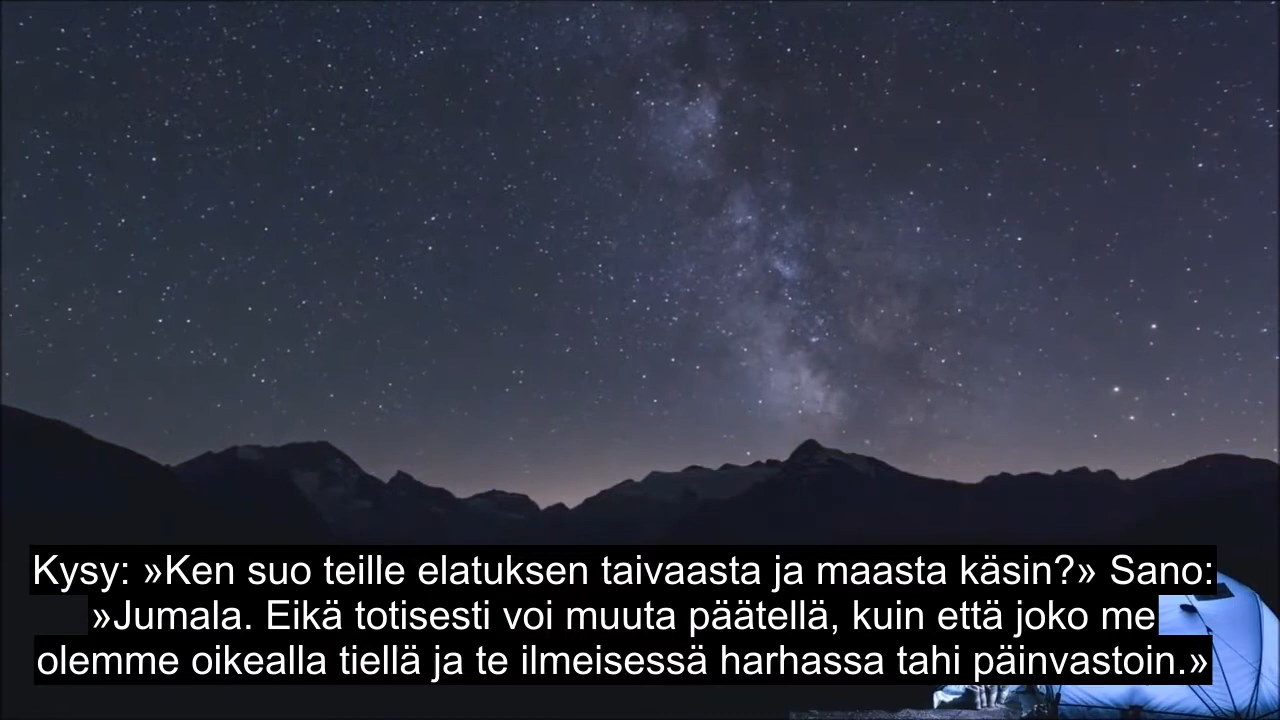 Kysy: »Ken suo teille elatuksen taivaasta ja maasta käsin?» Sano:
»Jumala. Eikä totisesti voi muuta päätellä, kuin että joko me
olemme oikealla tiellä ja te ilmeisessä harhassa tahi päinvastoin.»